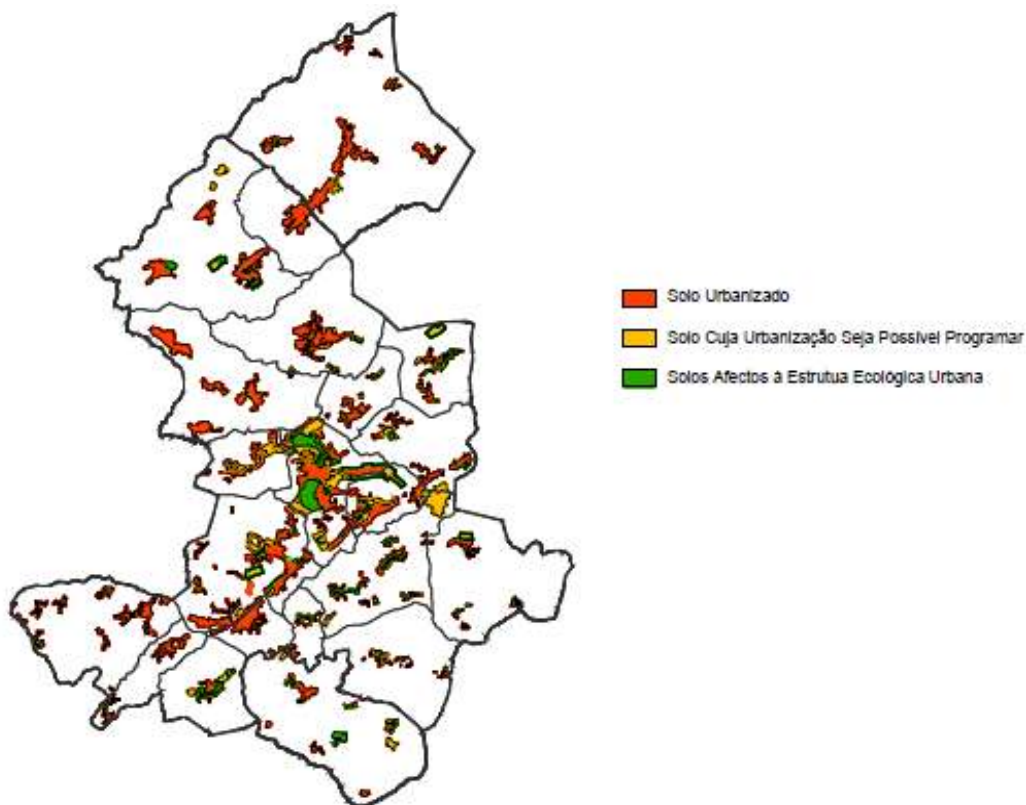 Solo Urbanizado
Solo Cuja Urbanização Seja Possível Programar
Solos Afectos à Estrutua Ecológica Urbana